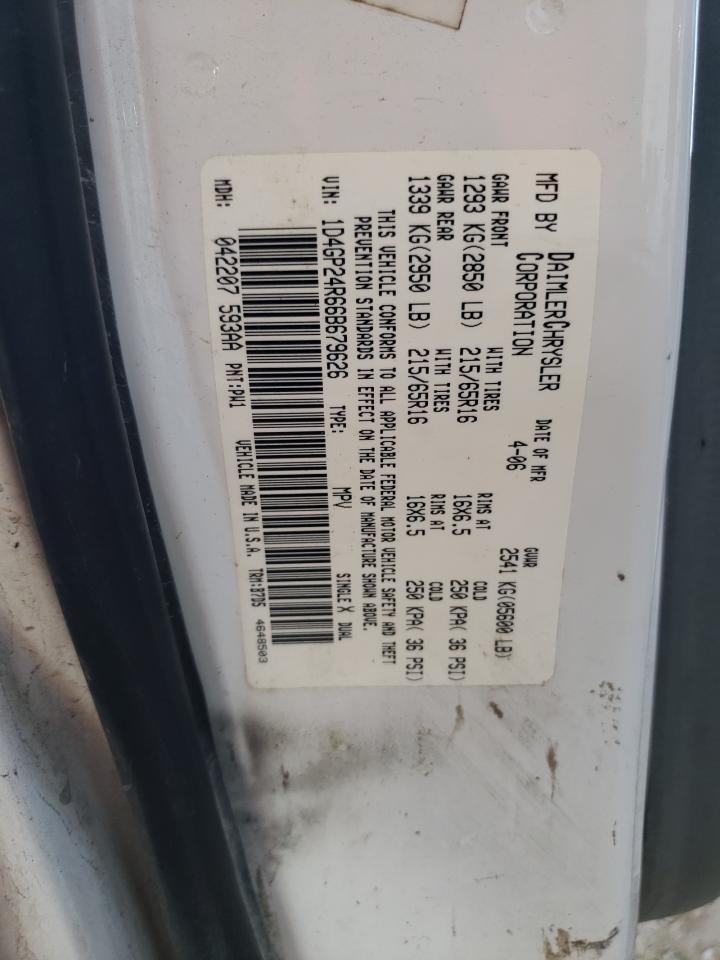 MFD BY DAIMLERCHRYSLER CORPORATION
DATE OF MFR 4-06
GVWR 2541 KG(05600 LB)
GAWR FRONT WITH TIRES RIMS AT COLD
1293 KG(2850 LB) 215/65R16 16X6.5 250 KPA( 36 PSI)
GAWR REAR WITH TIRES RIMS AT COLD
1339 KG(2950 LB) 215/65R16 16X6.5 250 KPA( 36 PSI)
THIS VEHICLE CONFORMS TO ALL APPLICABLE FEDERAL MOTOR VEHICLE SAFETY AND THEFT
PREVENTION STANDARDS IN EFFECT ON THE DATE OF MANUFACTURE SHOWN ABOVE.
VIN: 1D4GP24R66B679626 TYPE: MPV SINGLE X DUAL
MDH: 042207 593AA PNT:PW1 VEHICLE MADE IN U.S.A. TRM:B7D5 4648503